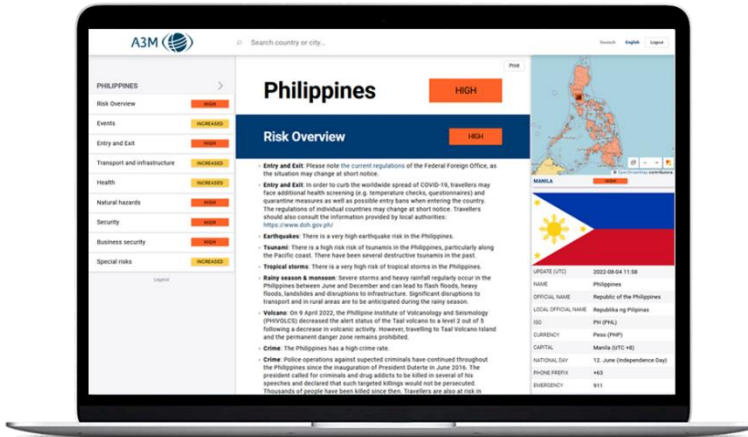 A3M
Search country or city...
Deutsch English Logout
Print
PHILIPPINES
Risk Overview HIGH
Events INCREASED
Entry and Exit HIGH
Transport and infrastructure INCREASED
Health INCREASED
Natural hazards HIGH
Security HIGH
Business security HIGH
Special risks INCREASED
Legend
Philippines HIGH
Risk Overview HIGH
- Entry and Exit: Please note the current regulations of the Federal Foreign Office, as
the situation may change at short notice.
- Entry and Exit: In order to curb the worldwide spread of COVID-19, travellers may
face additional health screening (e.g. temperature checks, questionnaires) and
quarantine measures as well as possible entry bans when entering the country.
The regulations of individual countries may change at short notice. Travellers
should also consult the information provided by local authorities:
https://www.doh.gov.ph/
- Earthquakes: There is a very high earthquake risk in the Philippines.
- Tsunami: There is a high risk risk of tsunamis in the Philippines, particularly along
the Pacific coast. There have been several destructive tsunamis in the past.
- Tropical storms: There is a very high risk of tropical storms in the Philippines.
- Rainy season & monsoon: Severe storms and heavy rainfall regularly occur in the
Philippines between June and December and can lead to flash floods, heavy
floods, landslides and disruptions to infrastructure. Significant disruptions to
transport and in rural areas are to be anticipated during the rainy season.
- Volcano: On 9 April 2022, the Phillipine Institute of Volcanology and Seismology
(PHIVOLCS) decreased the alert status of the Taal volcano to a level 2 out of 5
following a decrease in volcanic activity. However, travelling to Taal Volcano Island
and the permanent danger zone remains prohibited.
- Crime: The Philippines has a high crime rate.
- Crime: Police operations against supected criminals have continued throughout
the Philippines since the inauguration of President Duterte in June 2016. The
president called for criminals and drug addicts to be killed in several of his
speeches and declared that such targeted killings would not be persecuted.
Thousands of people have been killed since then. Travellers are also at risk in
© OpenStreetMap contributors
MANILA HIGH
UPDATE (UTC) 2022-08-04 11:58
NAME Philippines
OFFICIAL NAME Republic of the Philippines
LOCAL OFFICIAL NAME Republika ng Pilipinas
ISO PH (PHL)
CURRENCY Peso (PHP)
CAPITAL Manila (UTC +8)
NATIONAL DAY 12. June (Independence Day)
PHONE PREFIX +63
EMERGENCY 911